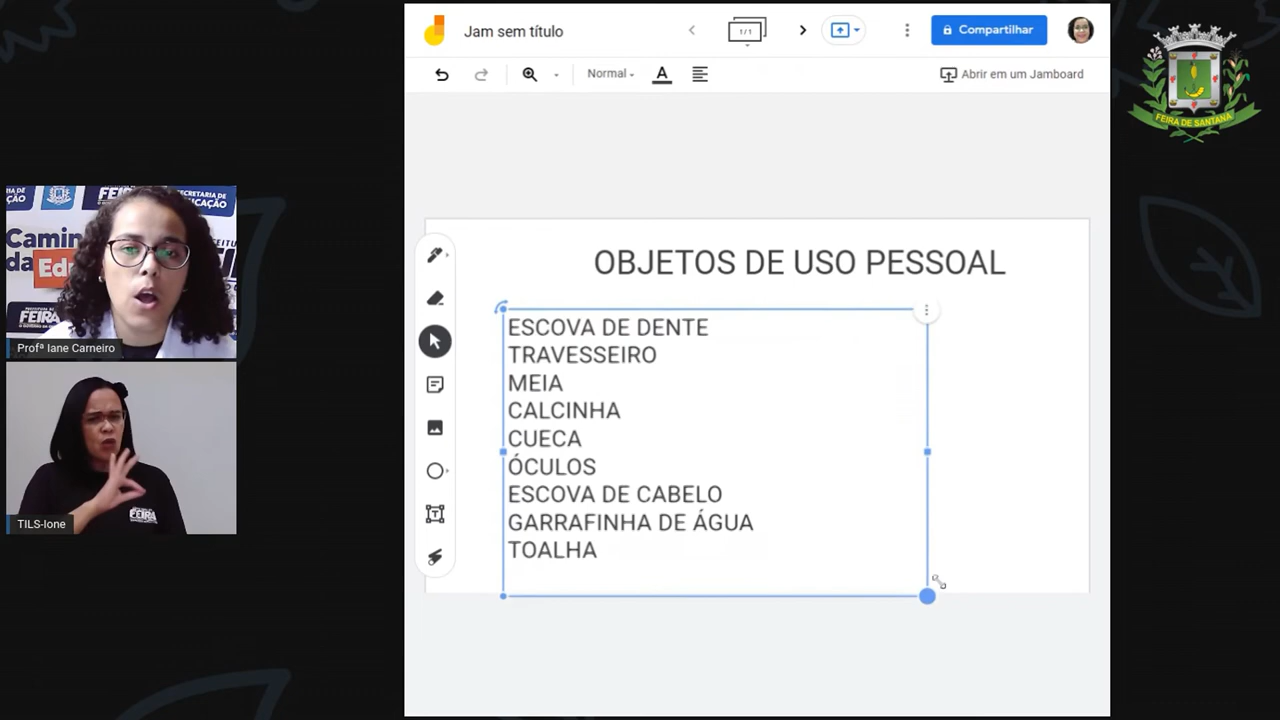 Jam sem título
1/1
Compartilhar
Normal
A
Abrir em um Jamboard
FEIRA DE SANTANA
OBJETOS DE USO PESSOAL
ESCOVA DE DENTE
TRAVESSEIRO
MEIA
CALCINHA
CUECA
ÓCULOS
ESCOVA DE CABELO
GARRAFINHA DE ÁGUA
TOALHA
Profª Iane Carneiro
FEIRA
TILS-Ione